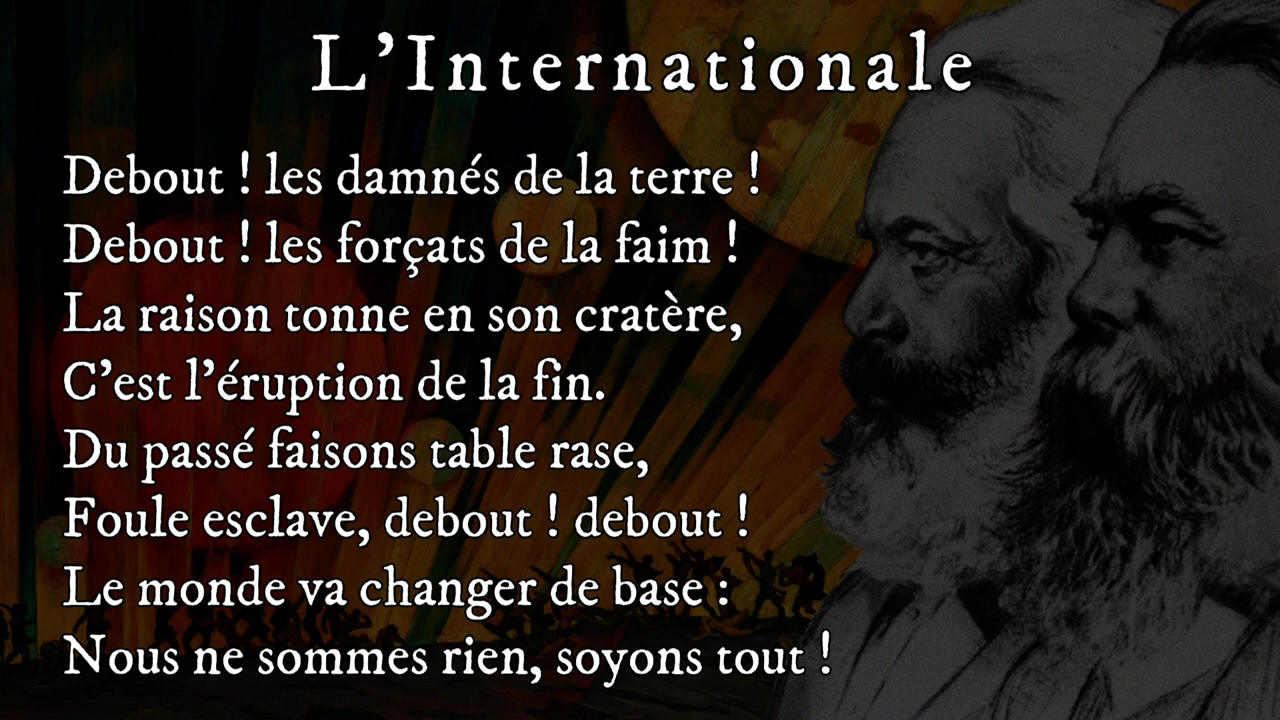 L’Internationale
Debout ! les damnés de la terre !
Debout ! les forçats de la faim !
La raison tonne en son cratère,
C’est l’éruption de la fin.
Du passé faisons table rase,
Foule esclave, debout ! debout !
Le monde va changer de base :
Nous ne sommes rien, soyons tout !